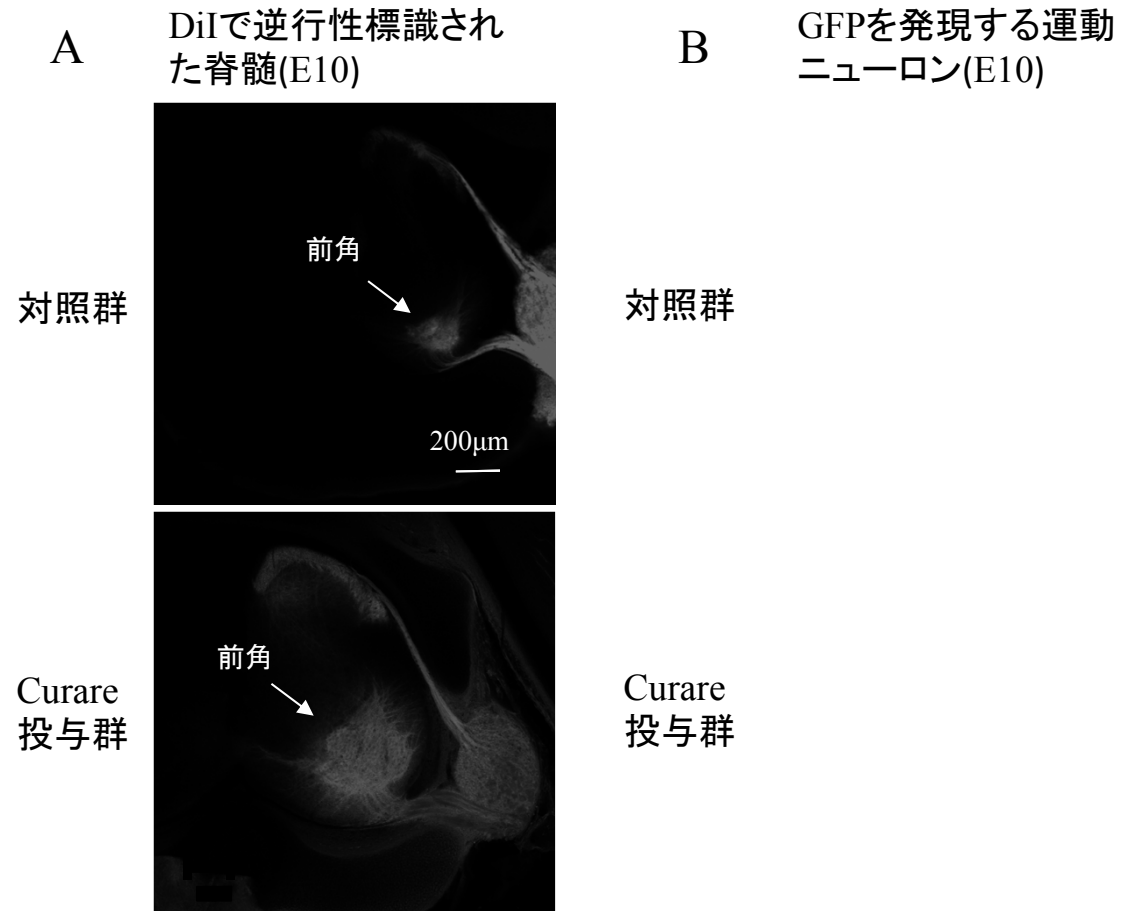 A
DiIで逆行性標識され
た脊髄(E10)
対照群
前角
200μm
Curare
投与群
前角
B
GFPを発現する運動
ニューロン(E10)
対照群
Curare
投与群